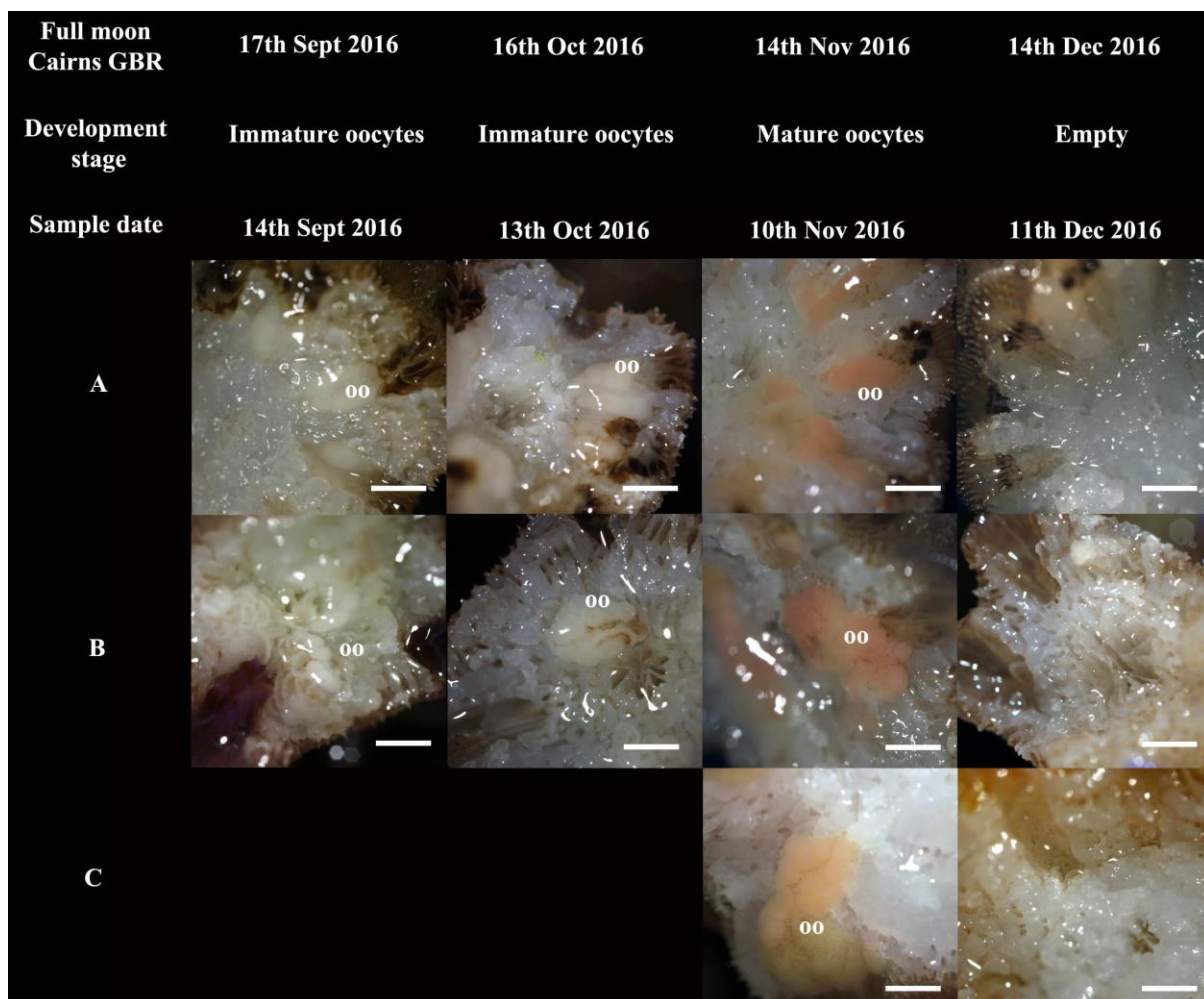 Full moon
Cairns GBR
17th Sept 2016
16th Oct 2016
14th Nov 2016
14th Dec 2016
Development
stage
Immature oocytes
Immature oocytes
Mature oocytes
Empty
Sample date
14th Sept 2016
13th Oct 2016
10th Nov 2016
11th Dec 2016
A
oo
oo
oo
B
oo
oo
oo
C
oo